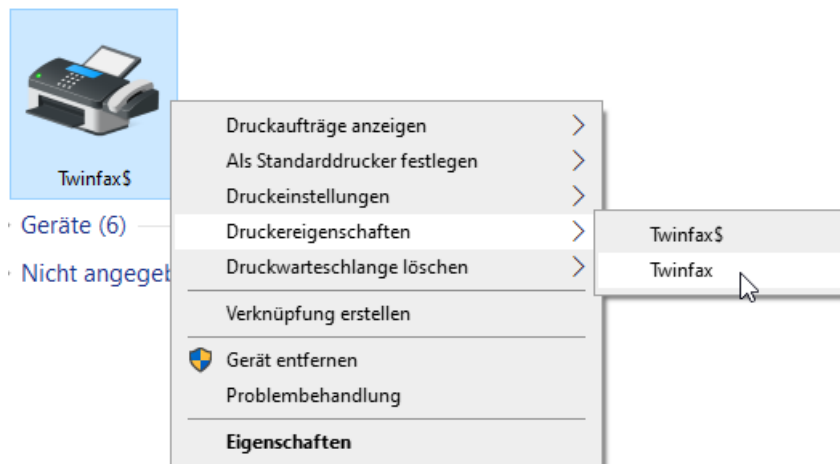 Twinfax$
Geräte (6)
Nicht angegeb
Druckaufträge anzeigen
Als Standarddrucker festlegen
Druckeinstellungen
Druckereigenschaften
Druckwarteschlange löschen
Verknüpfung erstellen
Gerät entfernen
Problembehandlung
Eigenschaften
Twinfax$
Twinfax